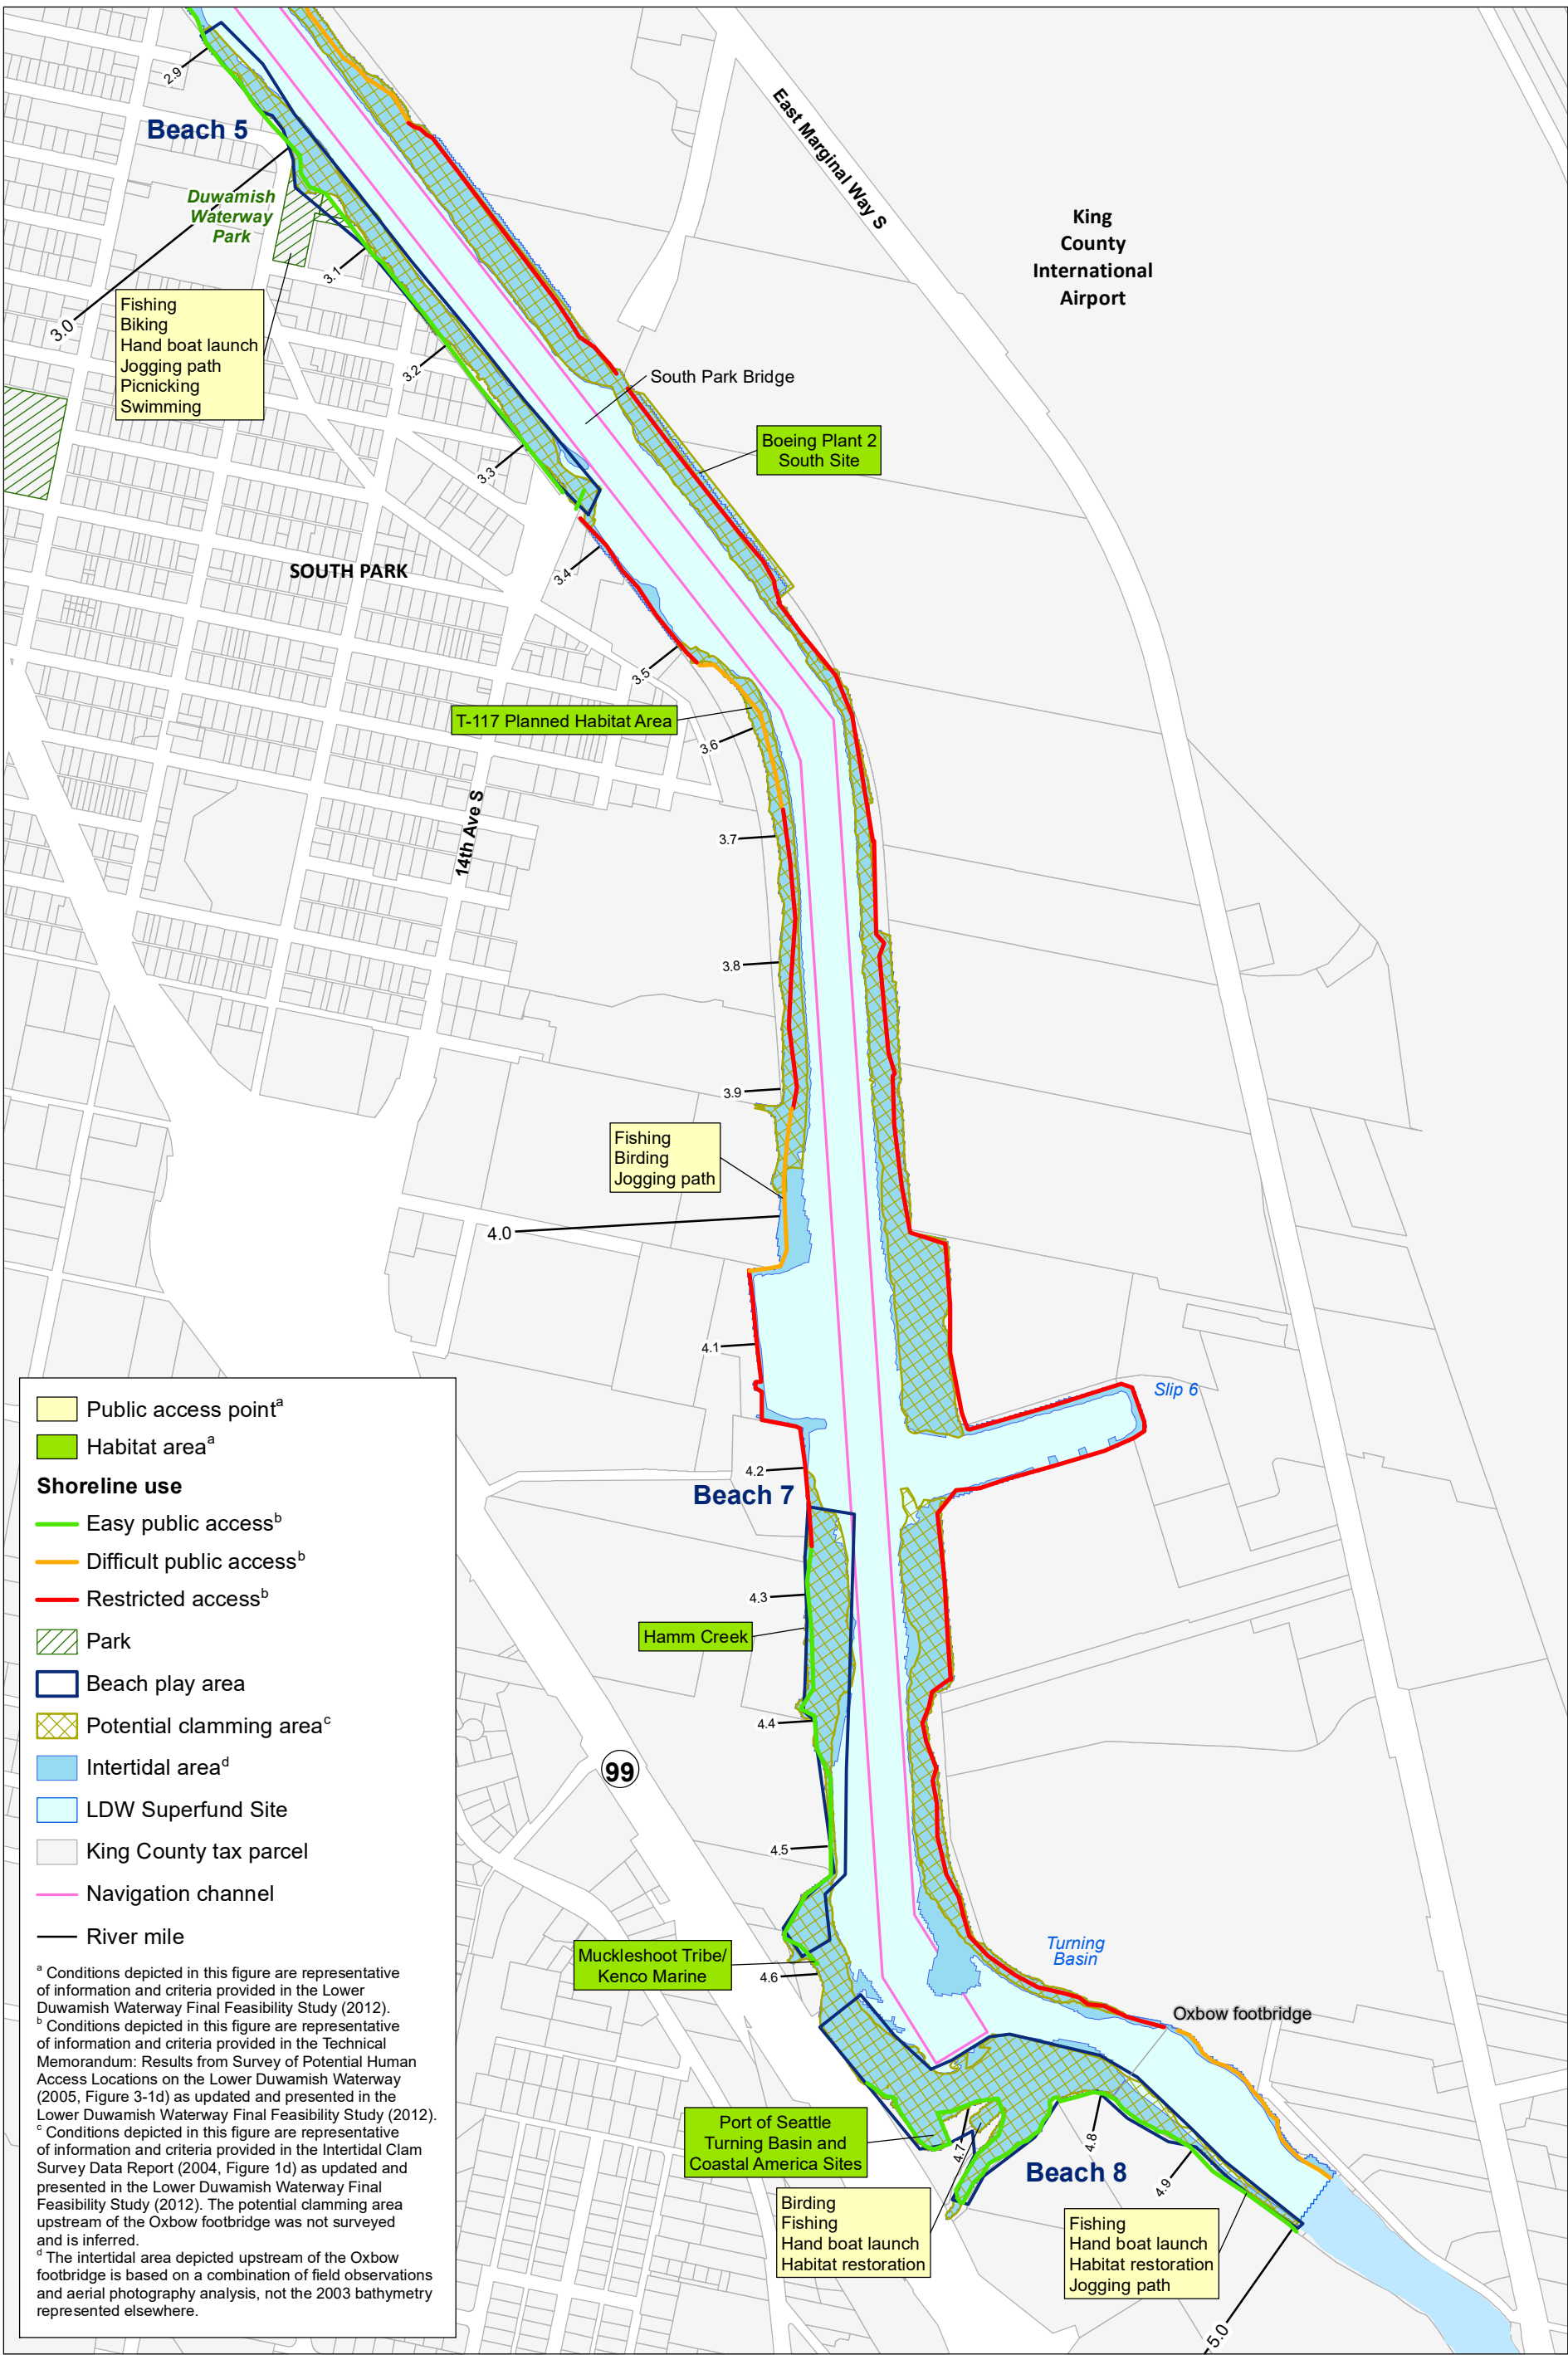 2.9
Beach 5
Duwamish
Waterway
Park
3.0
3.1
Fishing
Biking
Hand boat launch
Jogging path
Picnicking
Swimming
3.2
3.3
East Marginal Way S
King
County
International
Airport
South Park Bridge
Boeing Plant 2
South Site
SOUTH PARK
3.4
3.5
T-117 Planned Habitat Area
3.6
14th Ave S
3.7
3.8
3.9
Fishing
Birding
Jogging path
4.0
4.1
Slip 6
4.2
Beach 7
4.3
Hamm Creek
4.4
99
4.5
Muckleshoot Tribe/
Kenco Marine
4.6
Turning
Basin
Oxbow footbridge
Port of Seattle
Turning Basin and
Coastal America Sites
4.7
4.8
Beach 8
4.9
Birding
Fishing
Hand boat launch
Habitat restoration
Fishing
Hand boat launch
Habitat restoration
Jogging path
5.0
Public access point^a
Habitat area^a
Shoreline use
Easy public access^b
Difficult public access^b
Restricted access^b
Park
Beach play area
Potential clamming area^c
Intertidal area^d
LDW Superfund Site
King County tax parcel
Navigation channel
River mile
^a Conditions depicted in this figure are representative
of information and criteria provided in the Lower
Duwamish Waterway Final Feasibility Study (2012).
^b Conditions depicted in this figure are representative
of information and criteria provided in the Technical
Memorandum: Results from Survey of Potential Human
Access Locations on the Lower Duwamish Waterway
(2005, Figure 3-1d) as updated and presented in the
Lower Duwamish Waterway Final Feasibility Study (2012).
^c Conditions depicted in this figure are representative
of information and criteria provided in the Intertidal Clam
Survey Data Report (2004, Figure 1d) as updated and
presented in the Lower Duwamish Waterway Final
Feasibility Study (2012). The potential clamming area
upstream of the Oxbow footbridge was not surveyed
and is inferred.
^d The intertidal area depicted upstream of the Oxbow
footbridge is based on a combination of field observations
and aerial photography analysis, not the 2003 bathymetry
represented elsewhere.